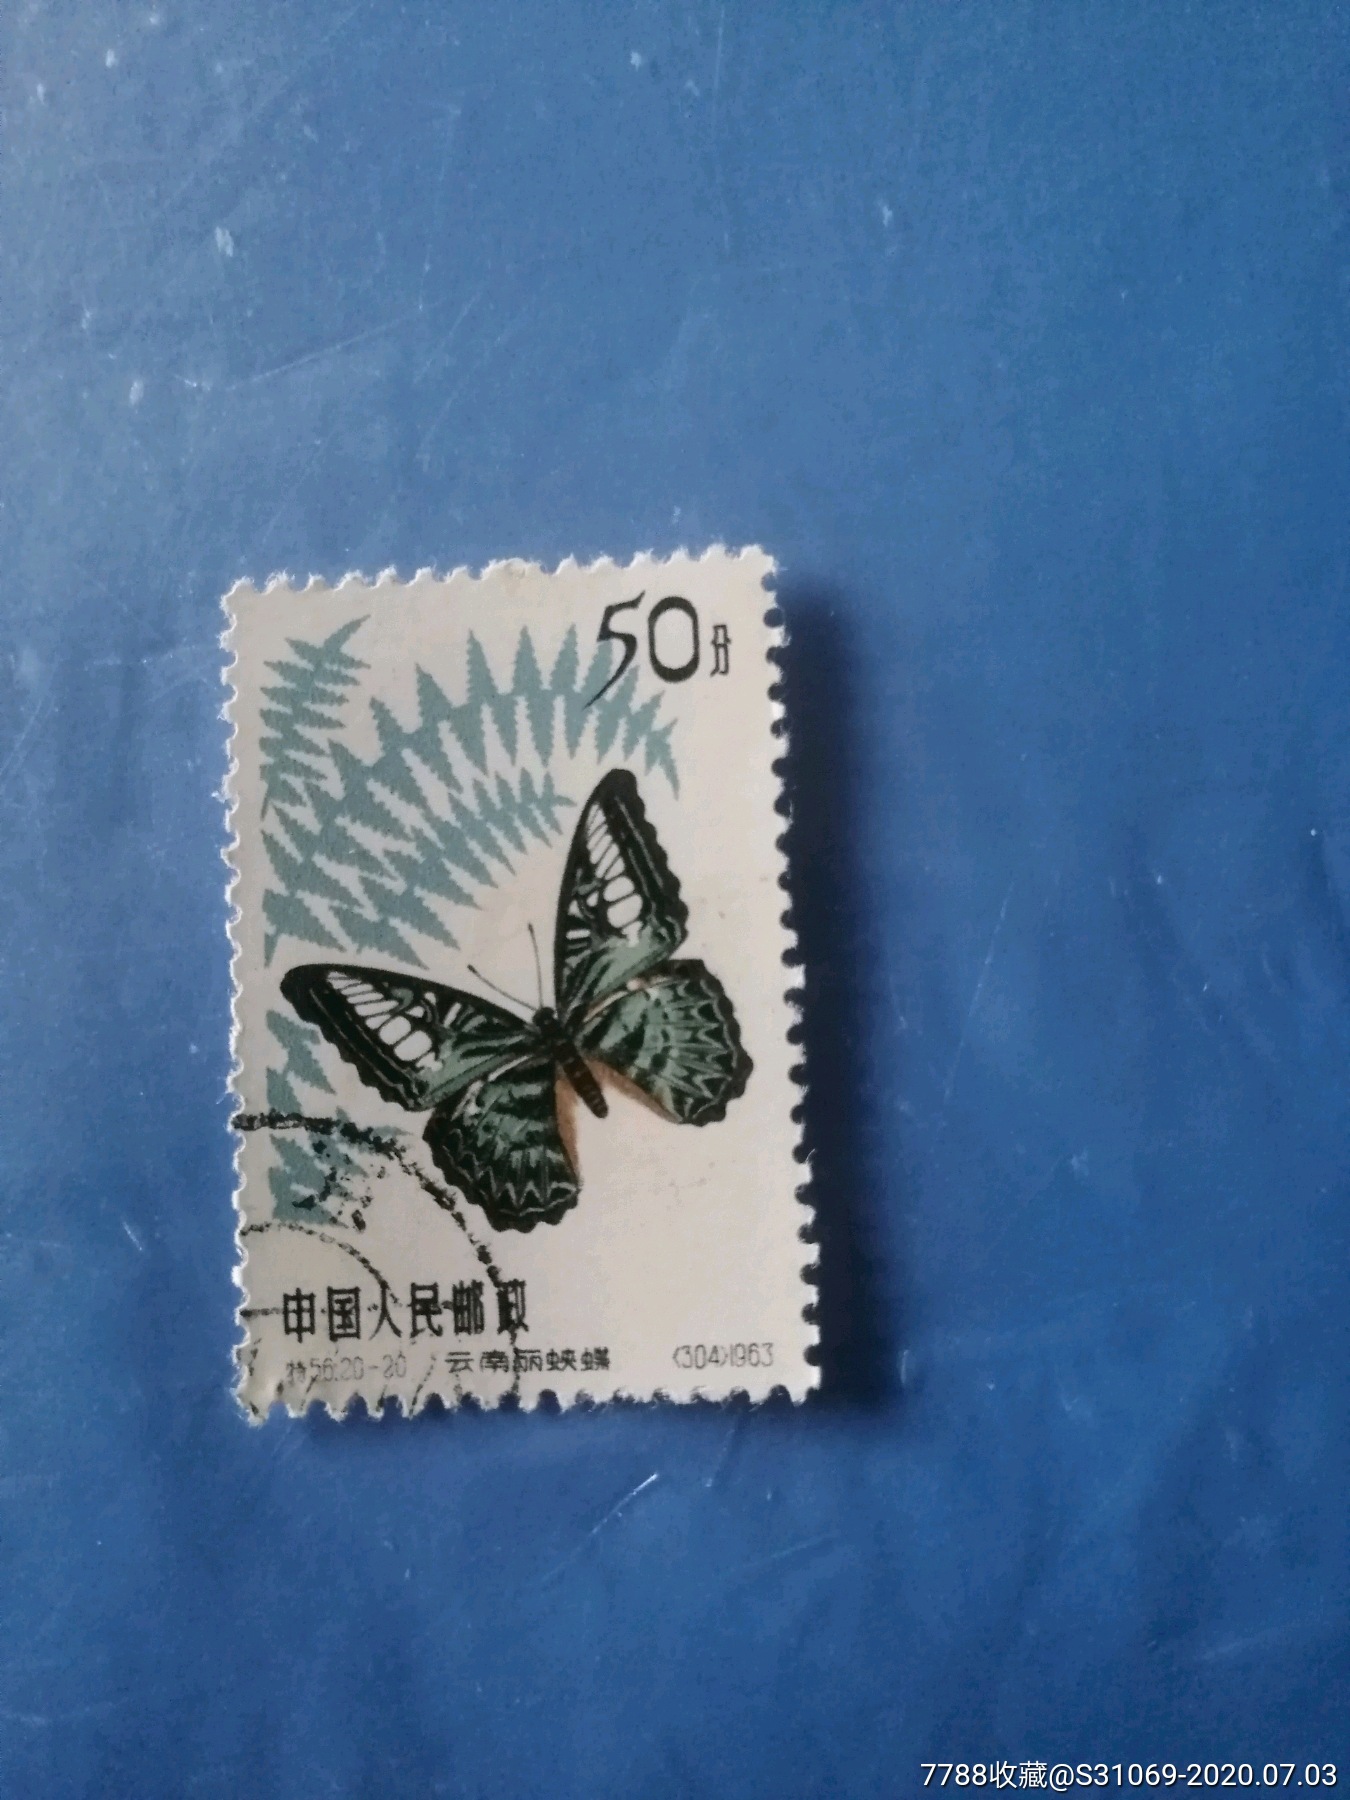 50分
中国人民邮政
特56.20-20 云南丽蛱蝶 (304)1963
7788收藏@S31069-2020.07.03